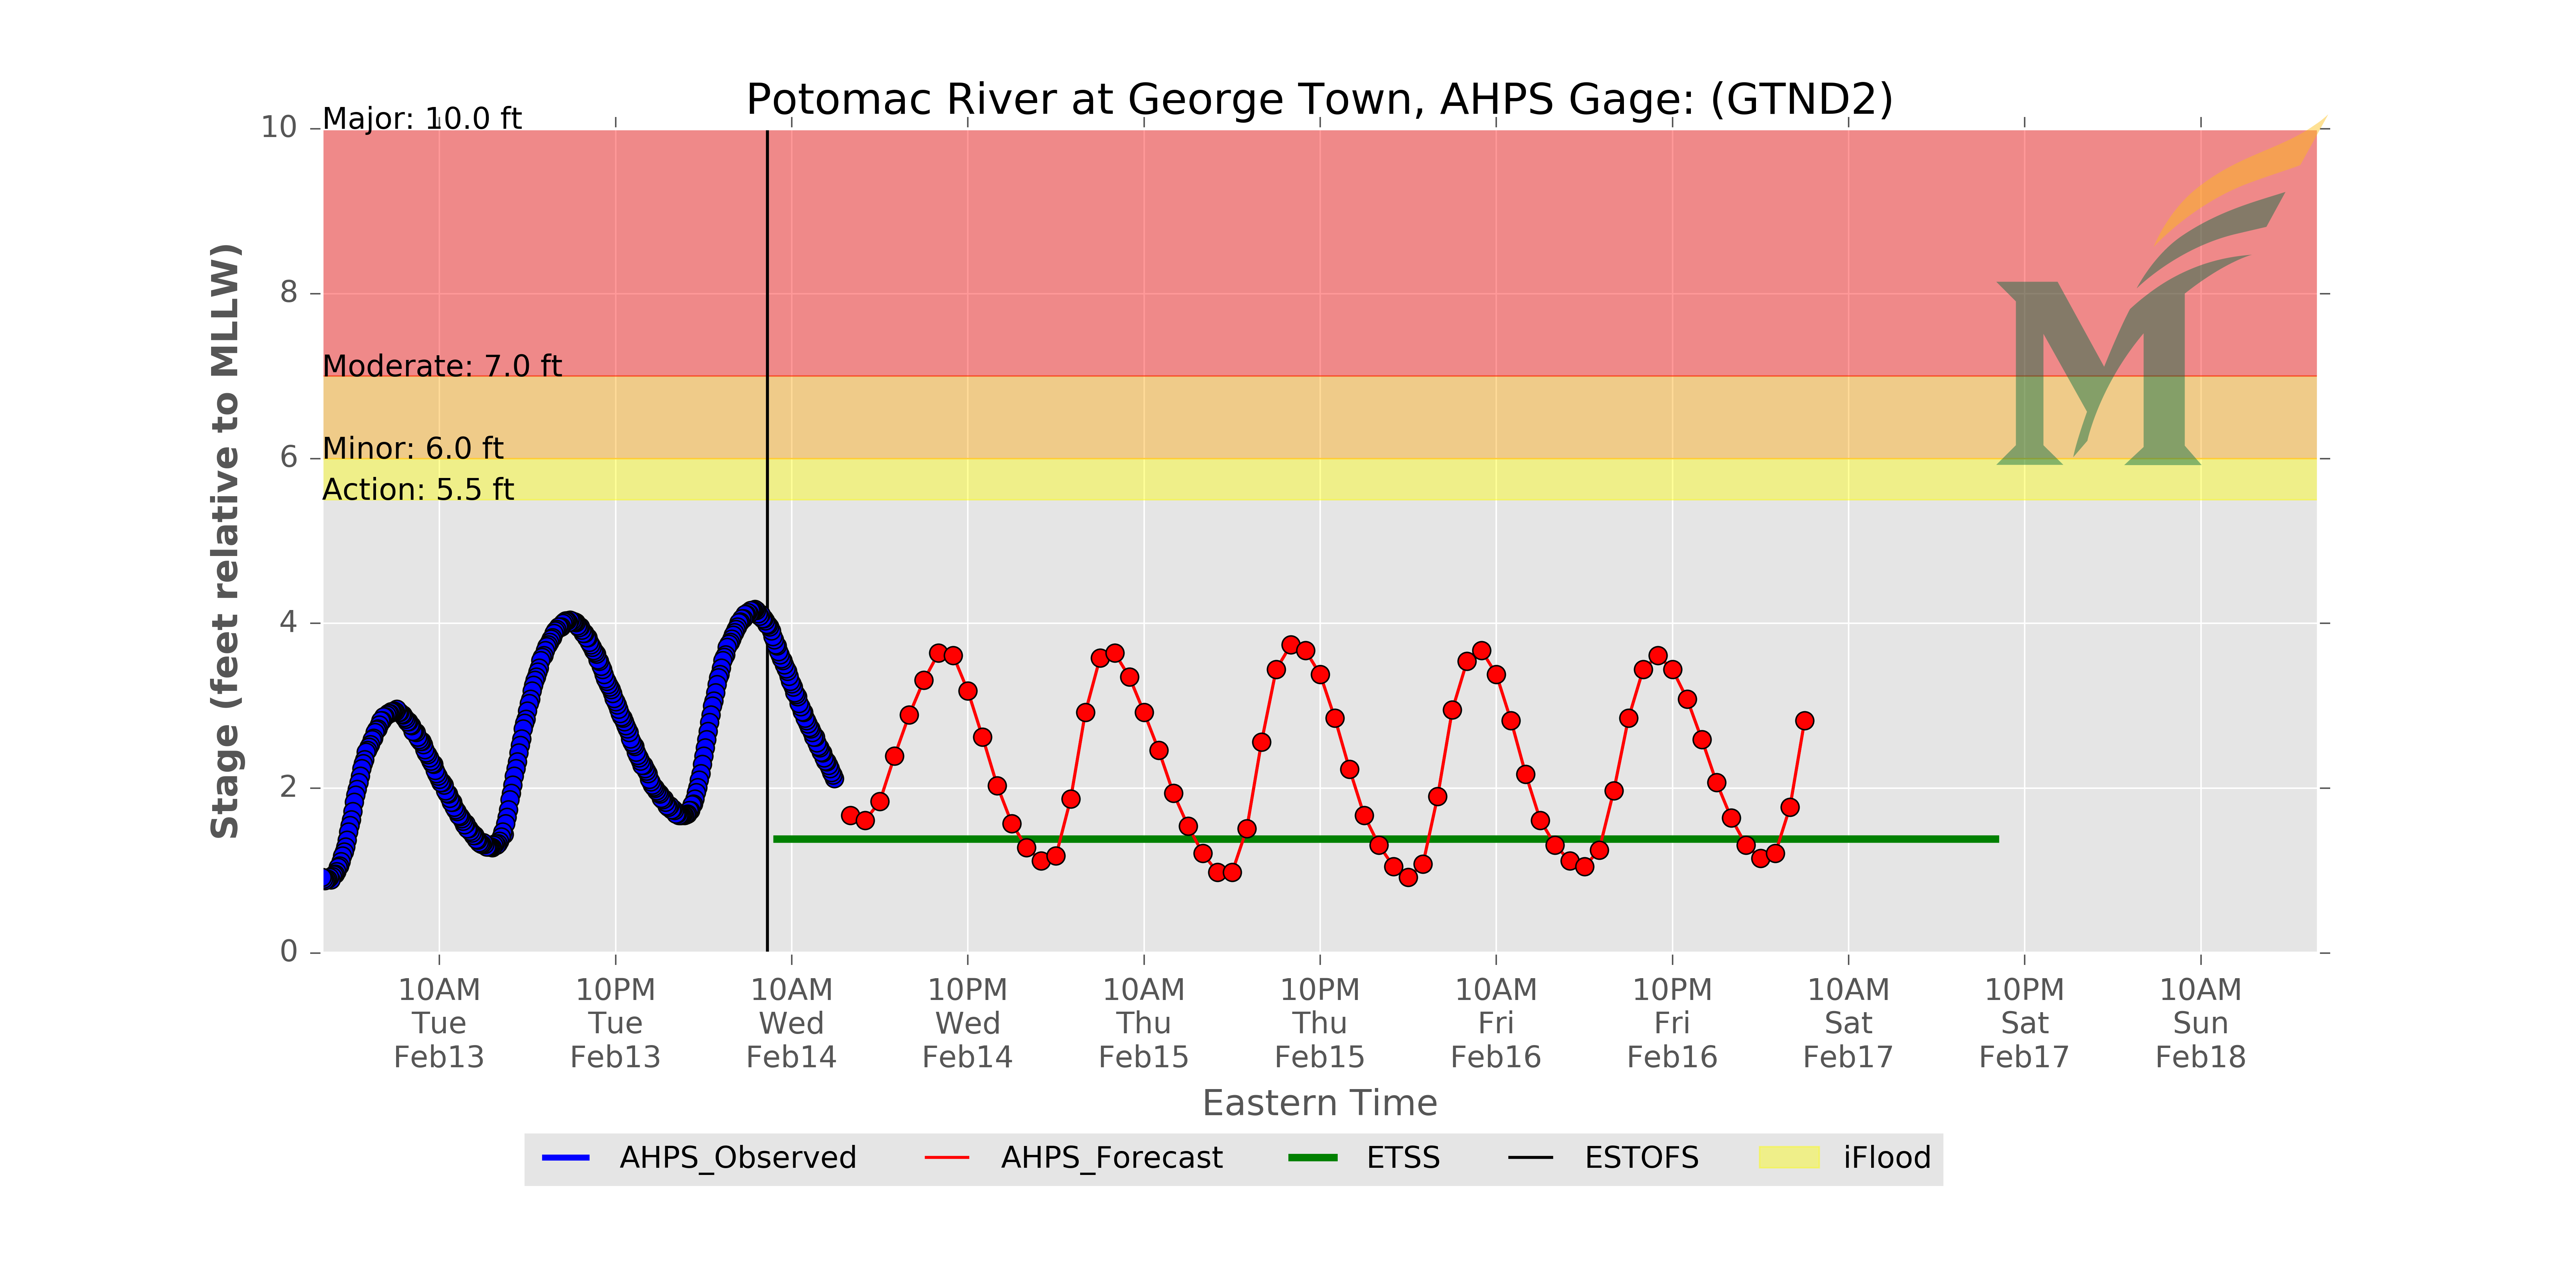 Potomac River at George Town, AHPS Gage: (GTND2)
Major: 10.0 ft
Moderate: 7.0 ft
Minor: 6.0 ft
Action: 5.5 ft
Stage (feet relative to MLLW)
10
8
6
4
2
0
10AM 10PM 10AM 10PM 10AM 10PM 10AM 10PM 10AM 10PM 10AM
Tue Tue Wed Wed Thu Thu Fri Fri Sat Sat Sun
Feb13 Feb13 Feb14 Feb14 Feb15 Feb15 Feb16 Feb16 Feb17 Feb17 Feb18
Eastern Time
AHPS_Observed AHPS_Forecast ETSS ESTOFS iFlood